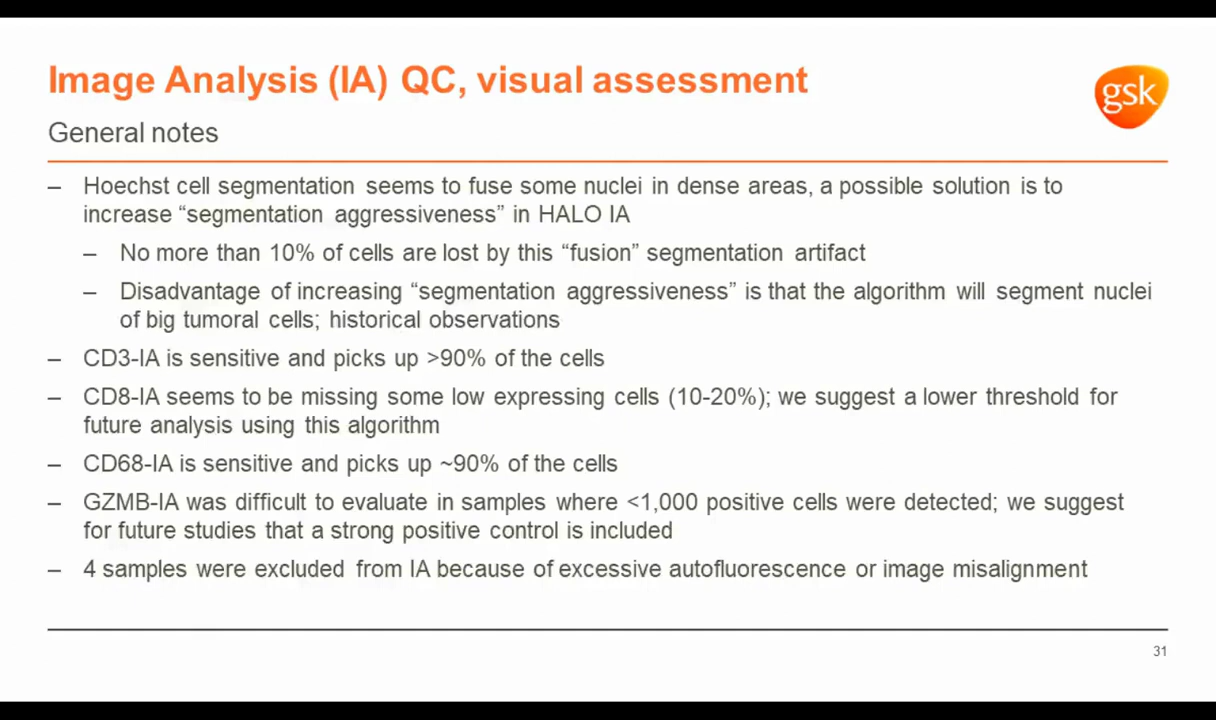 Image Analysis (IA) QC, visual assessment
gsk
General notes
– Hoechst cell segmentation seems to fuse some nuclei in dense areas, a possible solution is to
increase “segmentation aggressiveness” in HALO IA
– No more than 10% of cells are lost by this “fusion” segmentation artifact
– Disadvantage of increasing “segmentation aggressiveness” is that the algorithm will segment nuclei
of big tumoral cells; historical observations
– CD3-IA is sensitive and picks up >90% of the cells
– CD8-IA seems to be missing some low expressing cells (10-20%); we suggest a lower threshold for
future analysis using this algorithm
– CD68-IA is sensitive and picks up ~90% of the cells
– GZMB-IA was difficult to evaluate in samples where <1,000 positive cells were detected; we suggest
for future studies that a strong positive control is included
– 4 samples were excluded from IA because of excessive autofluorescence or image misalignment
31